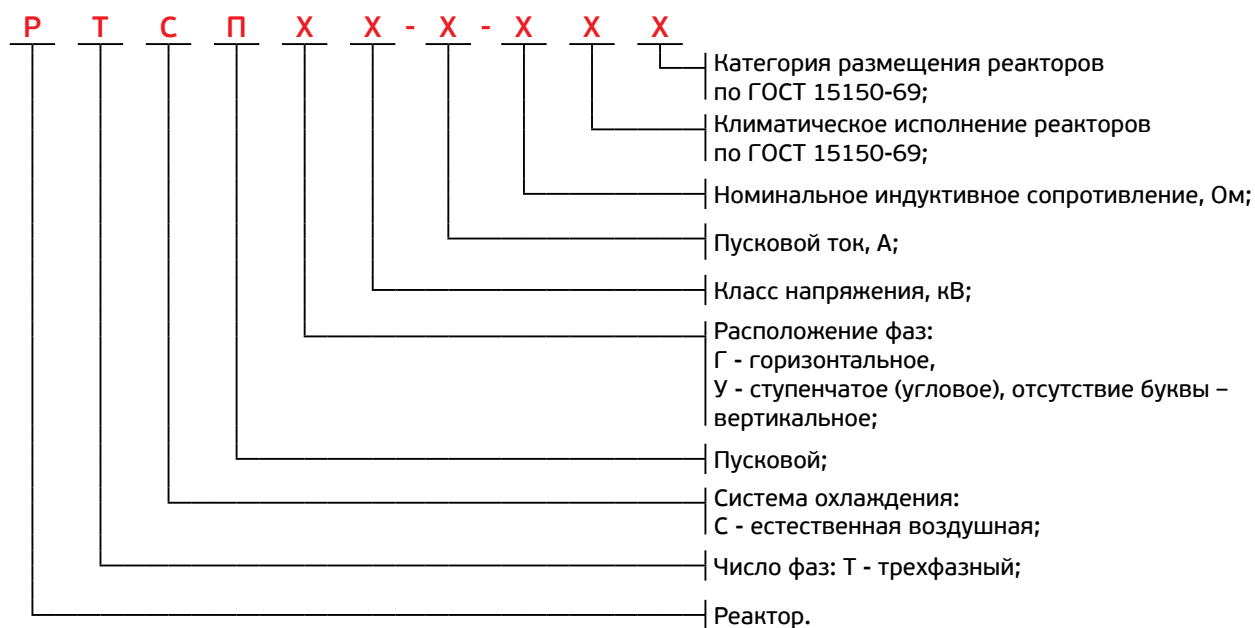 Р Т С П Х Х - Х - Х Х Х
Категория размещения реакторов
по ГОСТ 15150-69;
Климатическое исполнение реакторов
по ГОСТ 15150-69;
Номинальное индуктивное сопротивление, Ом;
Пусковой ток, А;
Класс напряжения, кВ;
Расположение фаз:
Г - горизонтальное,
У - ступенчатое (угловое), отсутствие буквы –
вертикальное;
Пусковой;
Система охлаждения:
С - естественная воздушная;
Число фаз: Т - трехфазный;
Реактор.